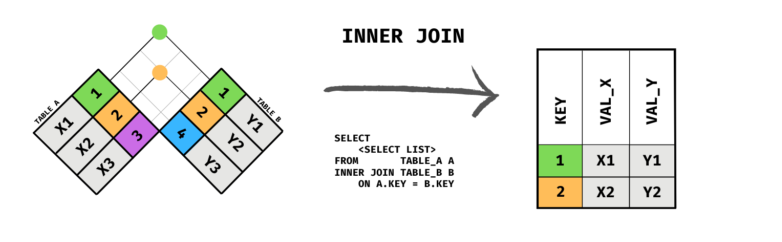 TABLE A
1
2
3
X1
X2
X3
TABLE B
1
2
4
Y1
Y2
Y3
INNER JOIN
SELECT
<SELECT LIST>
FROM TABLE_A A
INNER JOIN TABLE_B B
ON A.KEY = B.KEY
KEY VAL_X VAL_Y
1 X1 Y1
2 X2 Y2